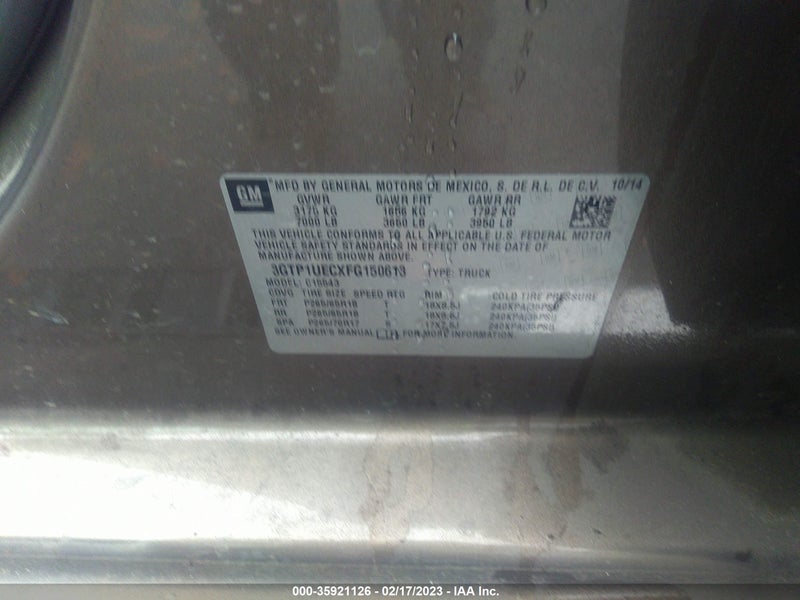 GM MFD BY GENERAL MOTORS DE MEXICO, S. DE R.L. DE C.V. 10/14
GVWR GAWR FRT GAWR RR
3175 KG 1656 KG 1792 KG
7000 LB 3650 LB 3950 LB
THIS VEHICLE CONFORMS TO ALL APPLICABLE U.S. FEDERAL MOTOR
VEHICLE SAFETY STANDARDS IN EFFECT ON THE DATE OF
MANUFACTURE SHOWN ABOVE.
3GTP1UECXFG150613 TYPE: TRUCK
MODEL: C15543
CDVG TIRE SIZE SPEED RTG RIM COLD TIRE PRESSURE
FRT P265/65R18 T 18X8.5J 240KPA(35PSI)
RR P265/65R18 T 18X8.5J 240KPA(35PSI)
SPA P265/70R17 S 17X7.5J 240KPA(35PSI)
SEE OWNER'S MANUAL FOR MORE INFORMATION.
000-35921126 - 02/17/2023 - IAA Inc.